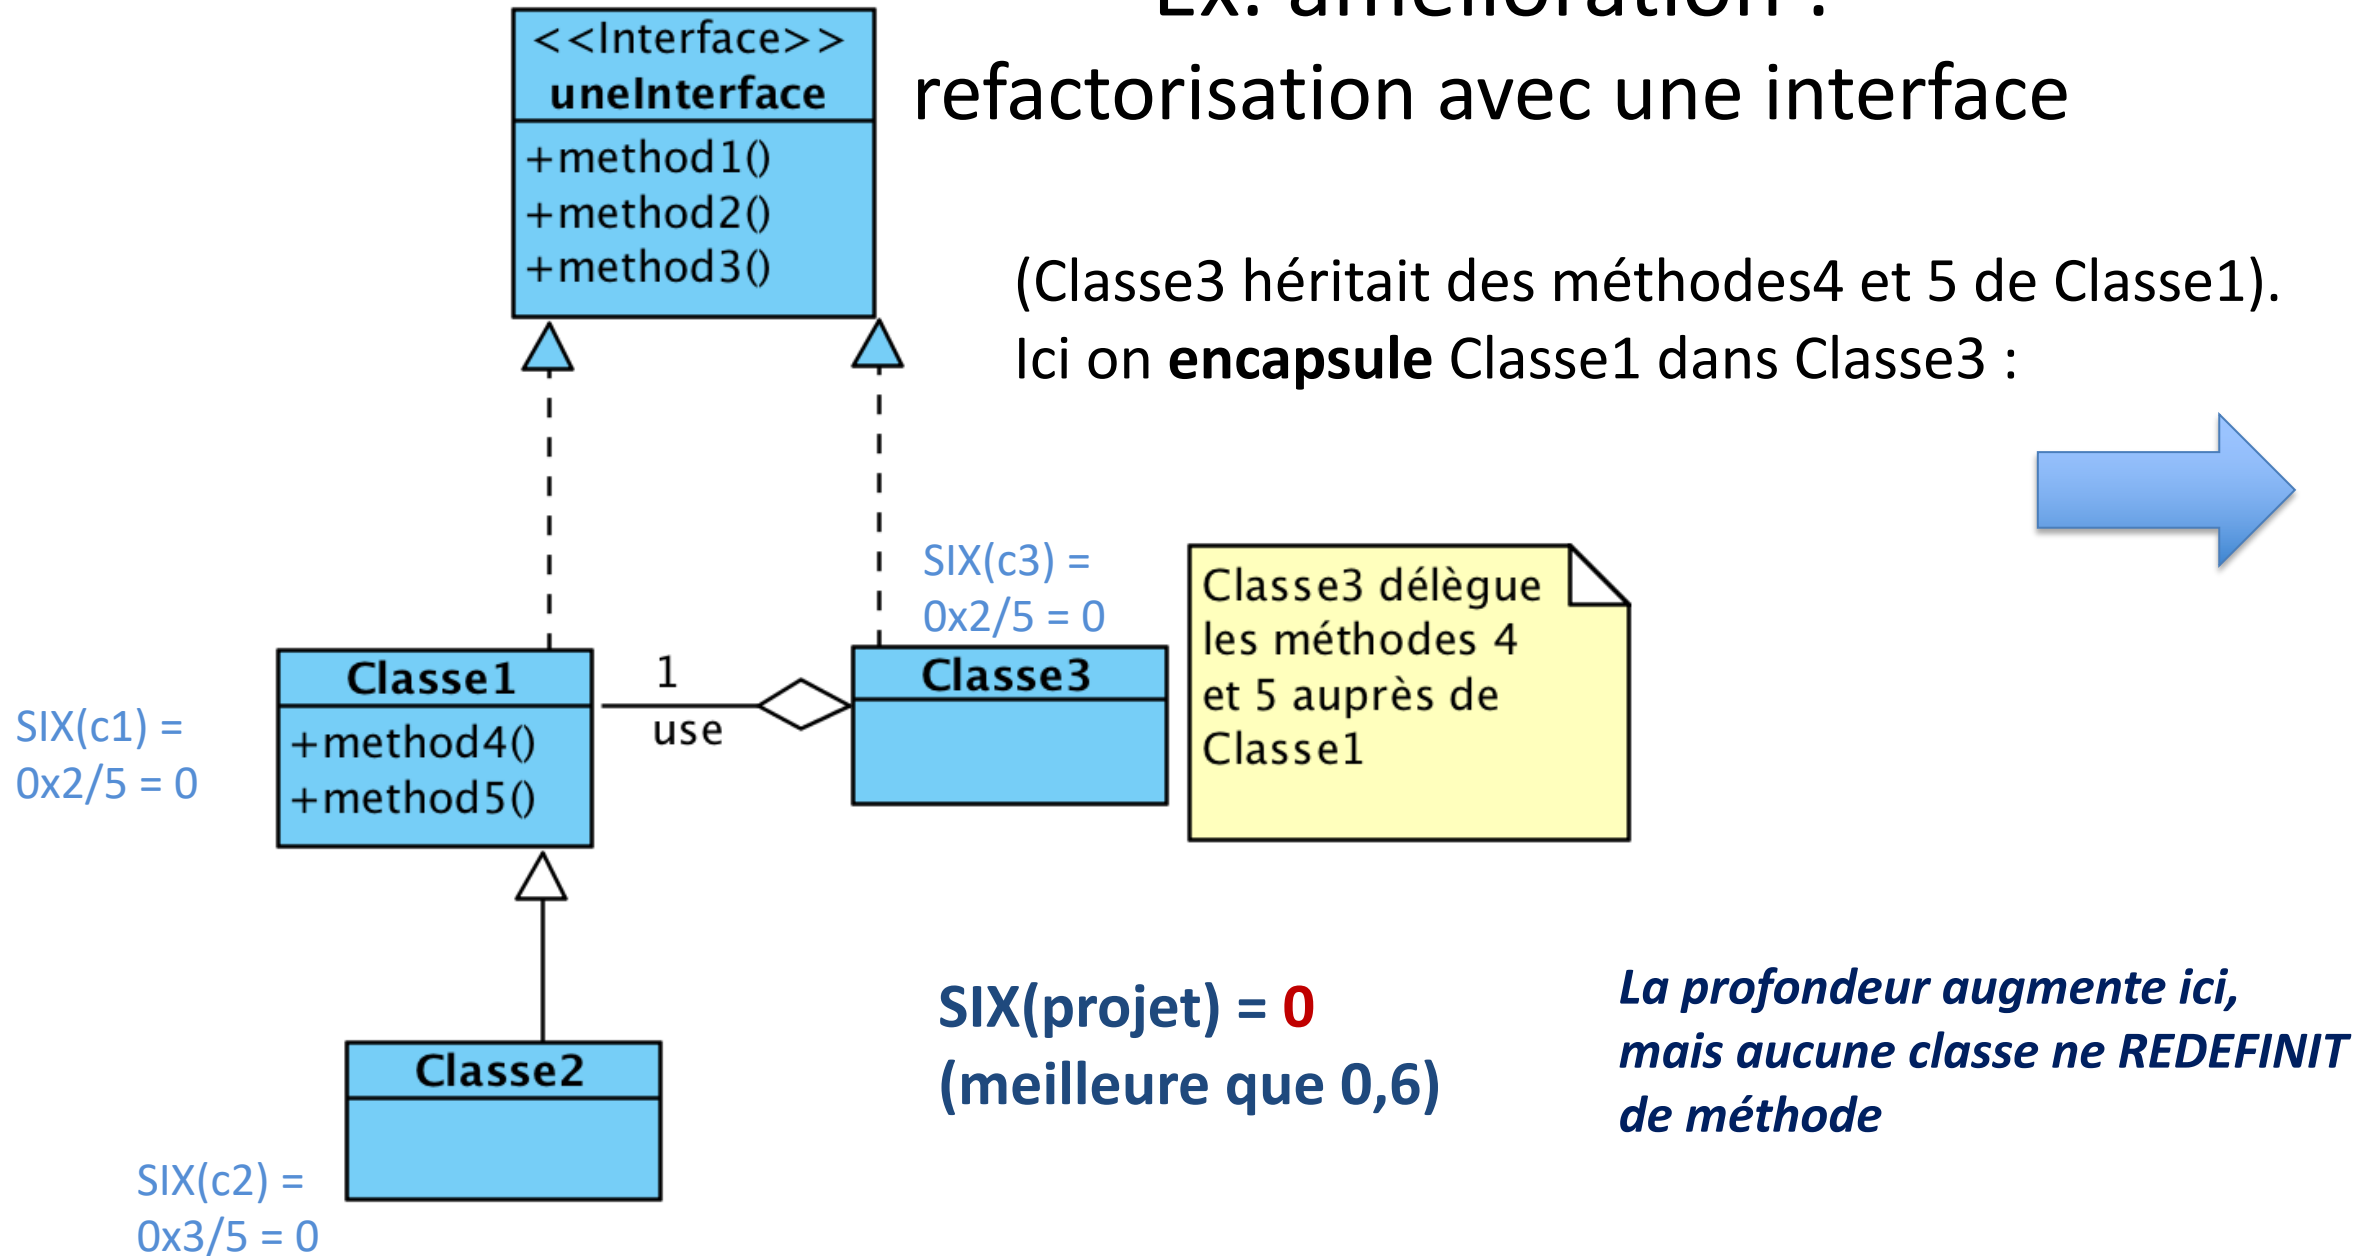 Ex. amélioration :
refactorisation avec une interface
<<Interface>>
uneInterface
+method1()
+method2()
+method3()
(Classe3 héritait des méthodes4 et 5 de Classe1).
Ici on encapsule Classe1 dans Classe3 :
SIX(c3) =
0x2/5 = 0
Classe3 délègue
les méthodes 4
et 5 auprès de
Classe1
Classe3
1
use
Classe1
+method4()
+method5()
SIX(c1) =
0x2/5 = 0
Classe2
SIX(c2) =
0x3/5 = 0
SIX(projet) = 0
(meilleure que 0,6)
La profondeur augmente ici,
mais aucune classe ne REDEFINIT
de méthode